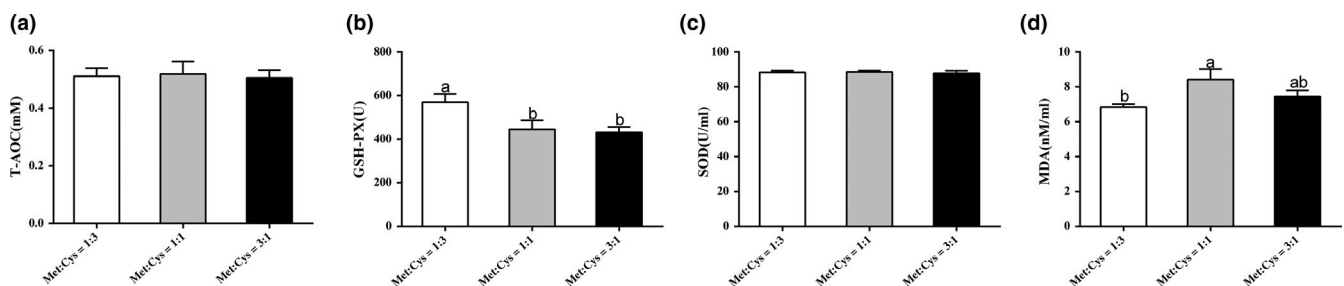 (a)
T-AOC(mM)
0.6
0.4
0.2
0.0
Met:Cys = 1:3
Met:Cys = 1:1
Met:Cys = 3:1
(b)
GSH-PX(U)
800
600
400
200
0
a
b
b
Met:Cys = 1:3
Met:Cys = 1:1
Met:Cys = 3:1
(c)
SOD(U/ml)
100
80
60
40
20
0
Met:Cys = 1:3
Met:Cys = 1:1
Met:Cys = 3:1
(d)
MDA(nM/ml)
10
8
6
4
2
0
b
a
ab
Met:Cys = 1:3
Met:Cys = 1:1
Met:Cys = 3:1